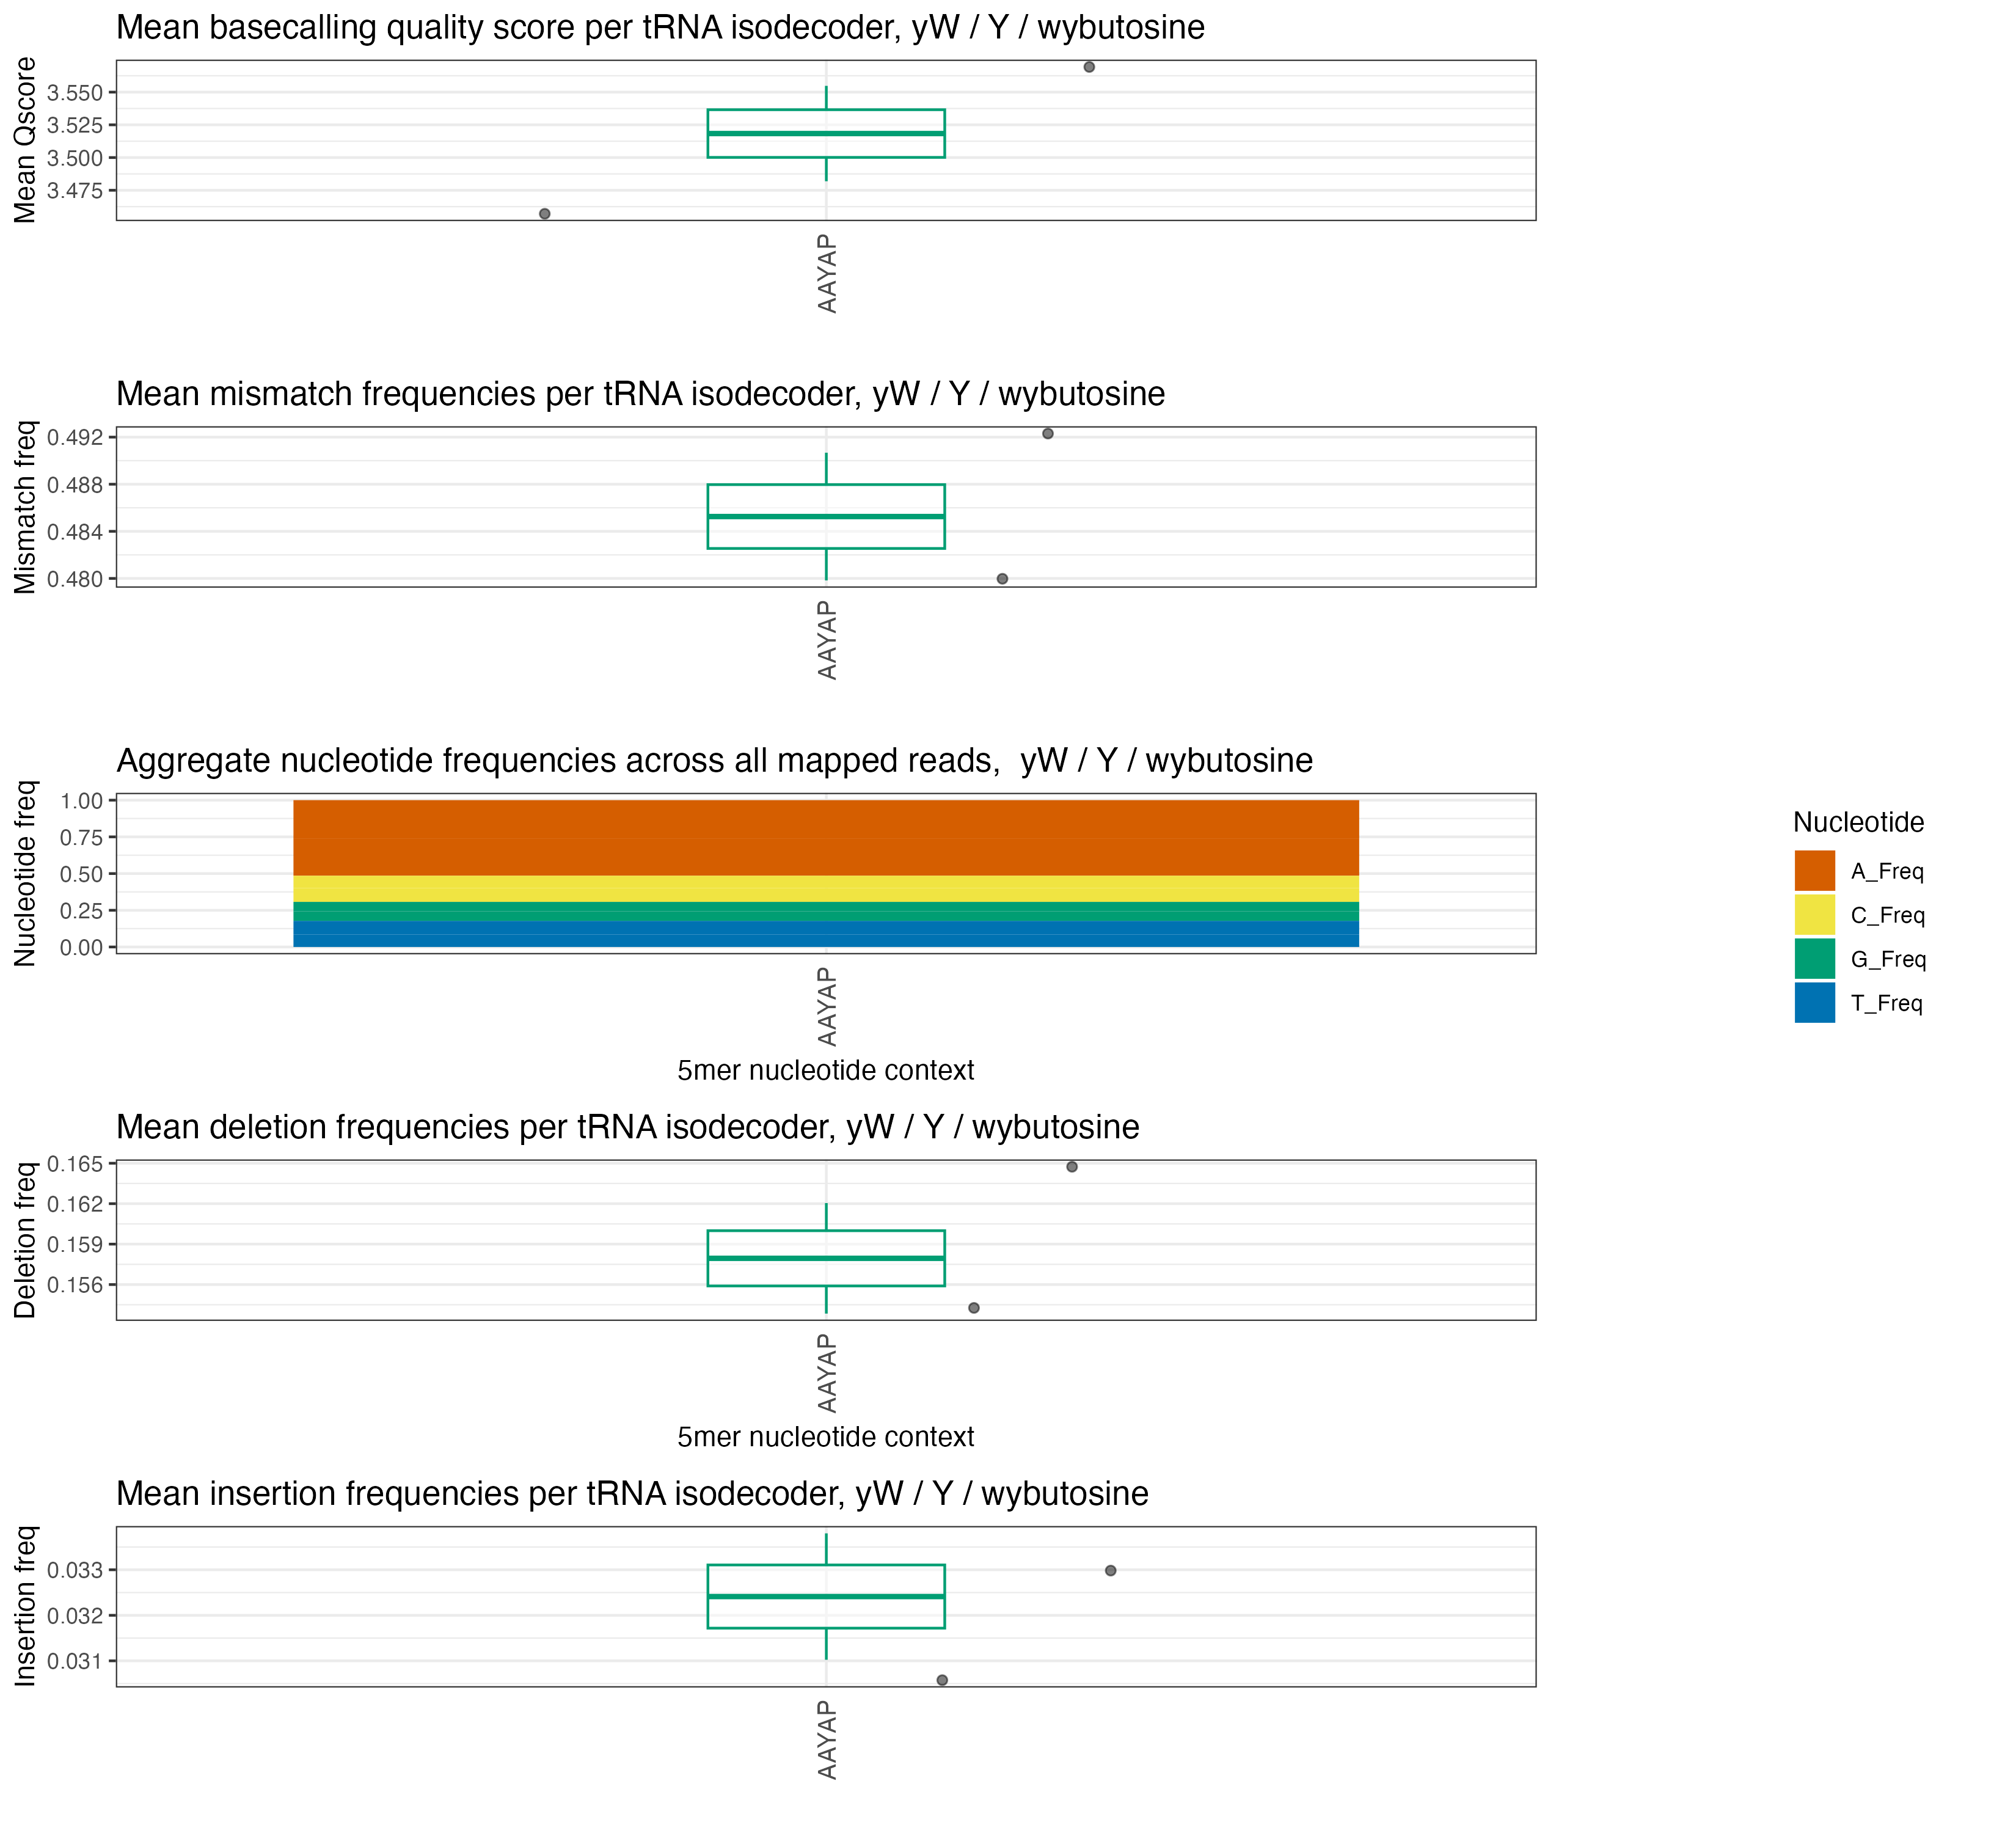 Mean basecalling quality score per tRNA isodecoder, yW / Y / wybutosine
Mean Qscore
3.550
3.525
3.500
3.475
AAYAP
Mean mismatch frequencies per tRNA isodecoder, yW / Y / wybutosine
Mismatch freq
0.492
0.488
0.484
0.480
AAYAP
Aggregate nucleotide frequencies across all mapped reads,  yW / Y / wybutosine
Nucleotide freq
1.00
0.75
0.50
0.25
0.00
AAYAP
5mer nucleotide context
Nucleotide
A_Freq
C_Freq
G_Freq
T_Freq
Mean deletion frequencies per tRNA isodecoder, yW / Y / wybutosine
Deletion freq
0.165
0.162
0.159
0.156
AAYAP
5mer nucleotide context
Mean insertion frequencies per tRNA isodecoder, yW / Y / wybutosine
Insertion freq
0.033
0.032
0.031
AAYAP